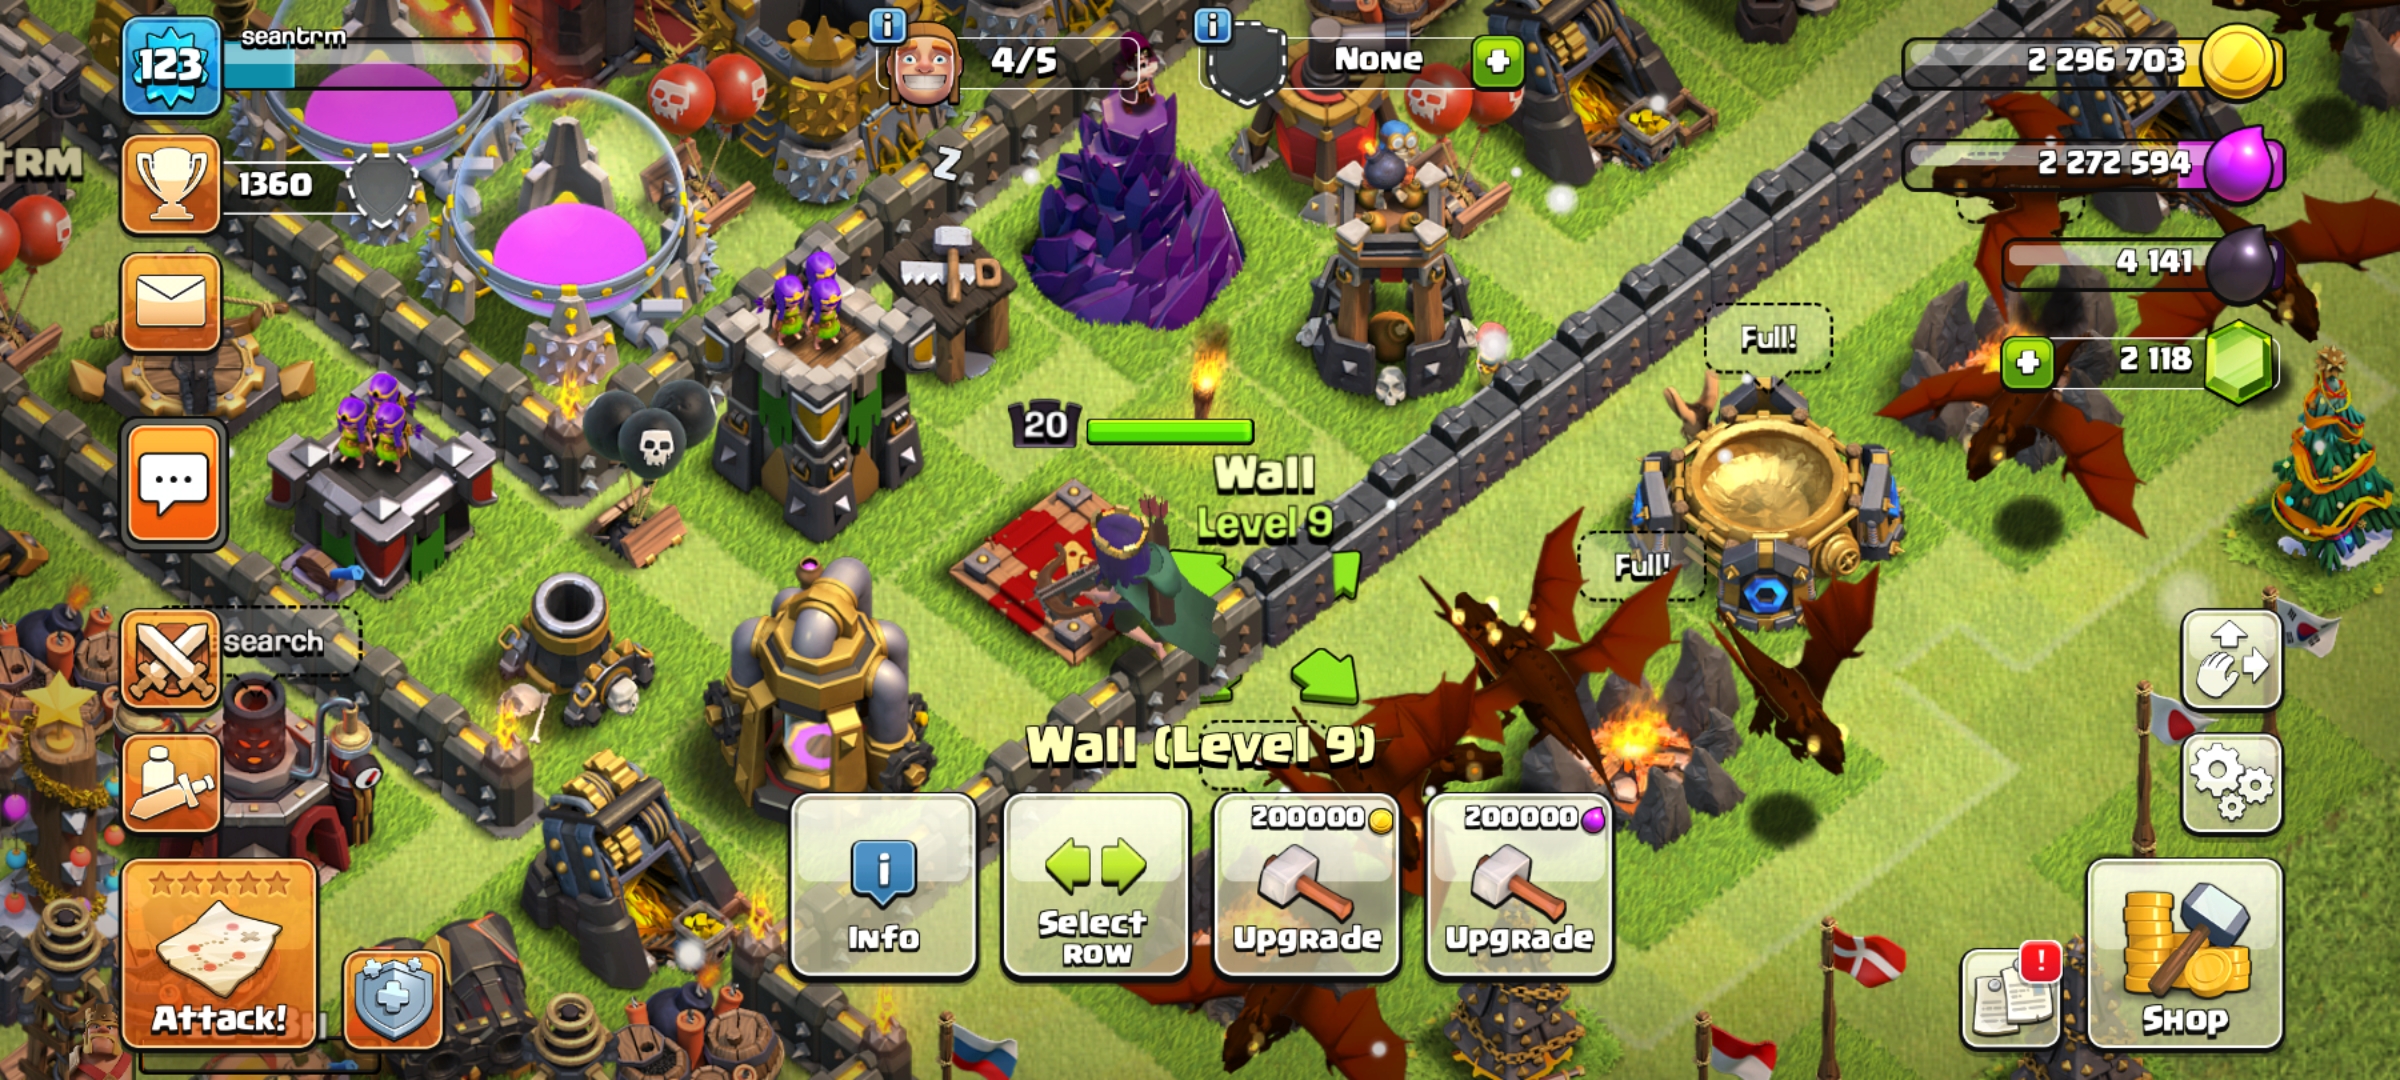 seantrm
123
4/5
None
2 296 703
tRM
1360
2 272 594
4 141
Full!
2 118
20
Wall
Level 9
Full!
search
Wall (Level 9)
200000
200000
Info
Select
Row
Upgrade
Upgrade
Attack!
Shop